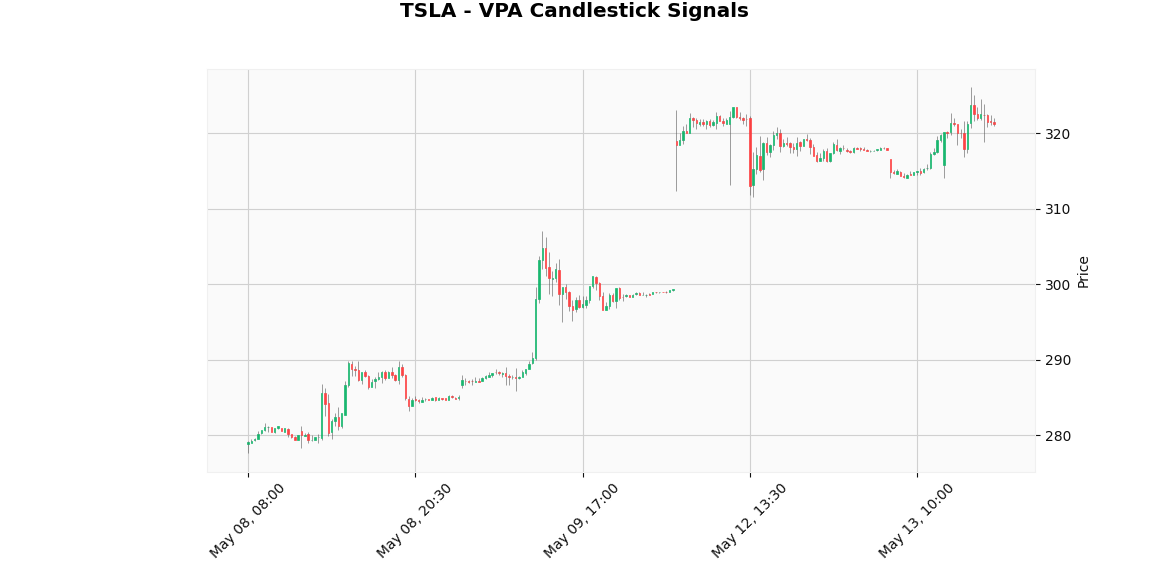 TSLA - VPA Candlestick Signals
320
310
300
290
280
Price
May 08, 08:00
May 08, 20:30
May 09, 17:00
May 12, 13:30
May 13, 10:00